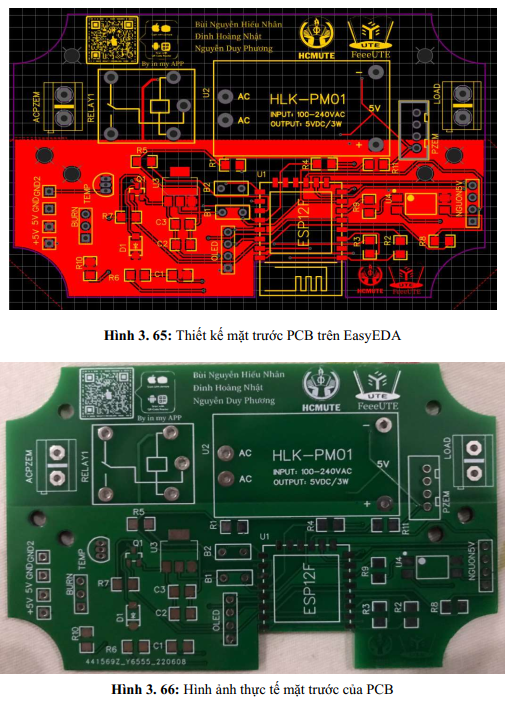 Bùi Nguyễn Hiếu Nhân
Đinh Hoàng Nhật
Nguyễn Duy Phương
By in my APP
HCMUTE
UTE
FeeeUTE
ACPZEM
RELAY1
U2
AC
AC
HLK-PM01
INPUT: 100-240VAC
OUTPUT: 5VDC/3W
-
5V
+
PZEM
LOAD
R5
R1
U1
R4
R11
+5V 5V GND GND2
TEMP
BURN
Q1
U3
B2
B1
R7
C3
C2
D1
OLED
ESP12F
R9
U4
NGUON5V
R10
R6
C1
R3
R2
R8
HCMUTE
FeeeUTE
Hình 3. 65: Thiết kế mặt trước PCB trên EasyEDA
Bùi Nguyễn Hiếu Nhân
Đinh Hoàng Nhật
Nguyễn Duy Phương
By in my APP
HCMUTE
UTE
FeeeUTE
ACPZEM
RELAY1
U2
AC
AC
HLK-PM01
INPUT: 100-240VAC
OUTPUT: 5VDC/3W
-
5V
+
PZEM
LOAD
R5
R1
U1
R4
R11
+5V 5V GND GND2
TEMP
BURN
Q1
U3
B2
B1
R7
C3
C2
D1
OLED
ESP12F
R9
U4
NGUON5V
R10
R6
C1
R3
R2
R8
441569Z_Y6555_220608
Hình 3. 66: Hình ảnh thực tế mặt trước của PCB